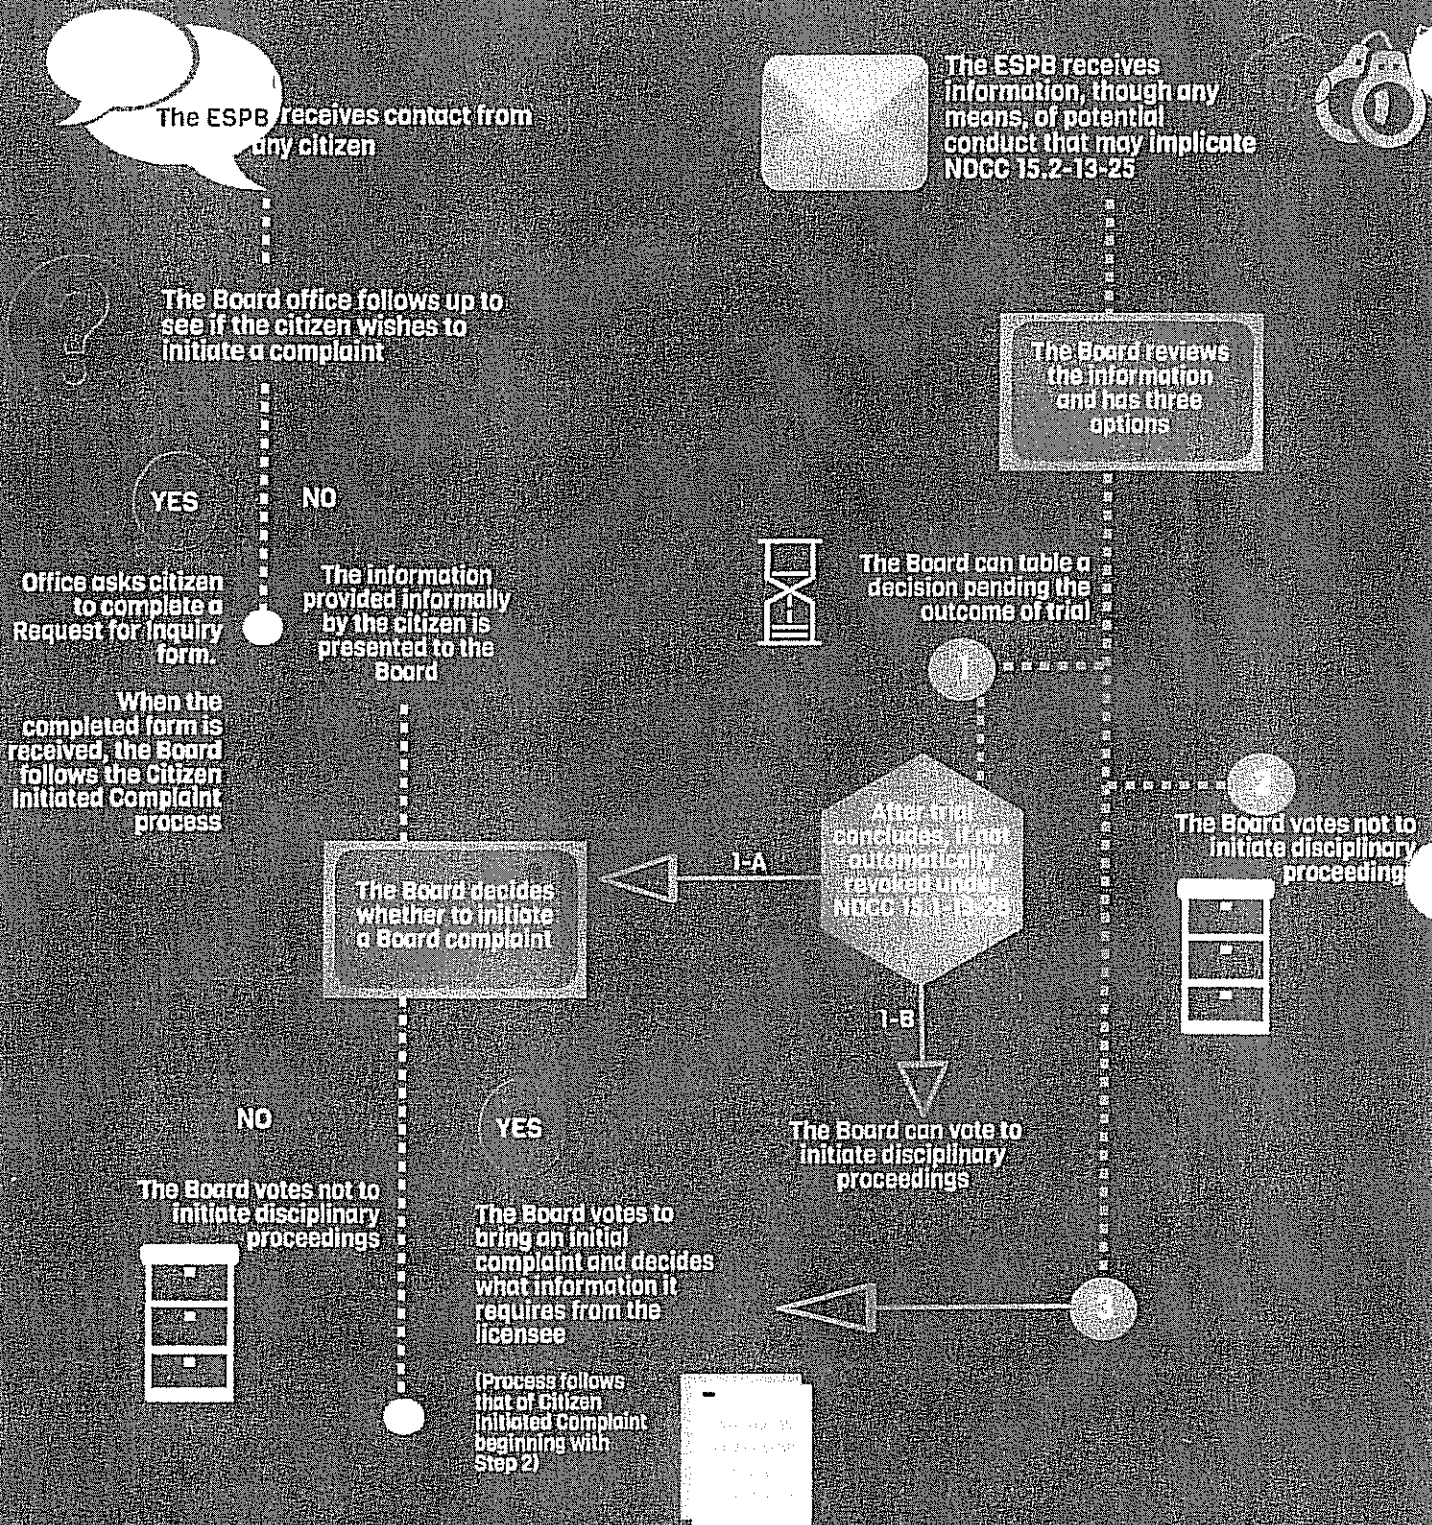 The ESPB receives contact from
any citizen
The Board office follows up to
see if the citizen wishes to
initiate a complaint
YES
NO
Office asks citizen
to complete a
Request for Inquiry
form.
When the
completed form is
received, the Board
follows the Citizen
Initiated Complaint
process
The information
provided informally
by the citizen is
presented to the
Board
The Board decides
whether to initiate
a Board complaint
NO
The Board votes not to
initiate disciplinary
proceedings
YES
The Board votes to
bring an initial
complaint and decides
what information it
requires from the
licensee
(Process follows
that of Citizen
Initiated Complaint
beginning with
Step 2)
The ESPB receives
information, though any
means, of potential
conduct that may implicate
NDCC 15.2-13-25
The Board reviews
the information
and has three
options
The Board can table a
decision pending the
outcome of trial
1
After trial
concludes, if not
automatically
revoked under
NDCC
1-A
1-B
The Board can vote to
initiate disciplinary
proceedings
2
The Board votes not to
initiate disciplinary
proceedings
3